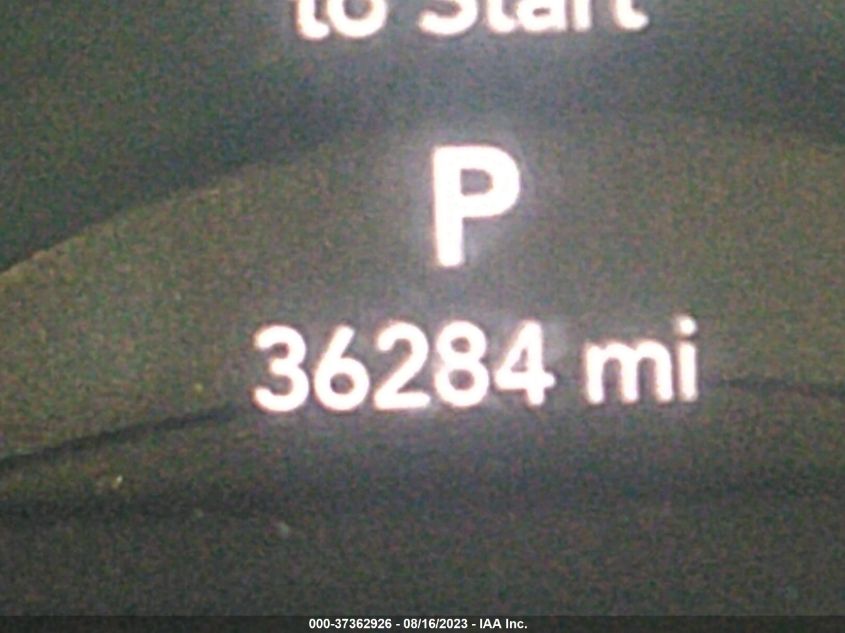 to Start
P
36284 mi
000-37362926 - 08/16/2023 - IAA Inc.